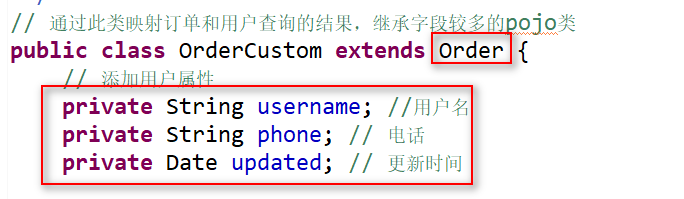 // 通过此类映射订单和用户查询的结果，继承字段较多的pojo类
public class OrderCustom extends Order {
// 添加用户属性
private String username; //用户名
private String phone; // 电话
private Date updated; // 更新时间